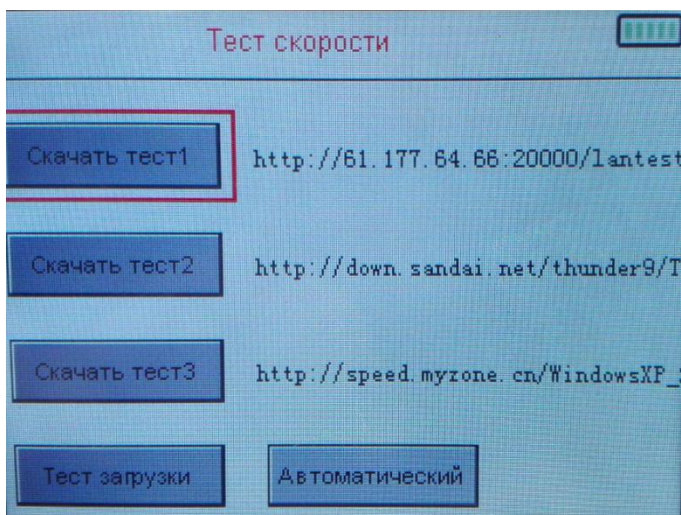 Тест скорости
Скачать тест1 http://61.177.64.66:20000/lantest
Скачать тест2 http://down.sandai.net/thunder9/T
Скачать тест3 http://speed.myzone.cn/WindowsXP_
Тест загрузки Автоматический